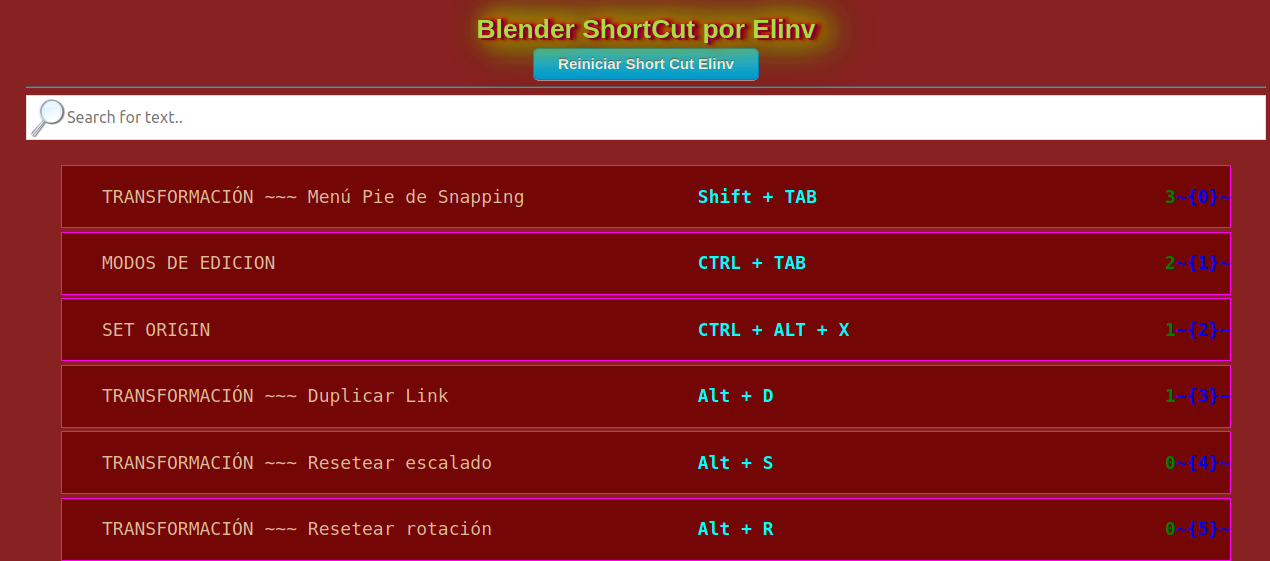 Blender ShortCut por Elinv
Reiniciar Short Cut Elinv
Search for text..
TRANSFORMACIÓN ~~~ Menú Pie de Snapping Shift + TAB 3~{0}~
MODOS DE EDICION CTRL + TAB 2~{1}~
SET ORIGIN CTRL + ALT + X 1~{2}~
TRANSFORMACIÓN ~~~ Duplicar Link Alt + D 1~{3}~
TRANSFORMACIÓN ~~~ Resetear escalado Alt + S 0~{4}~
TRANSFORMACIÓN ~~~ Resetear rotación Alt + R 0~{5}~